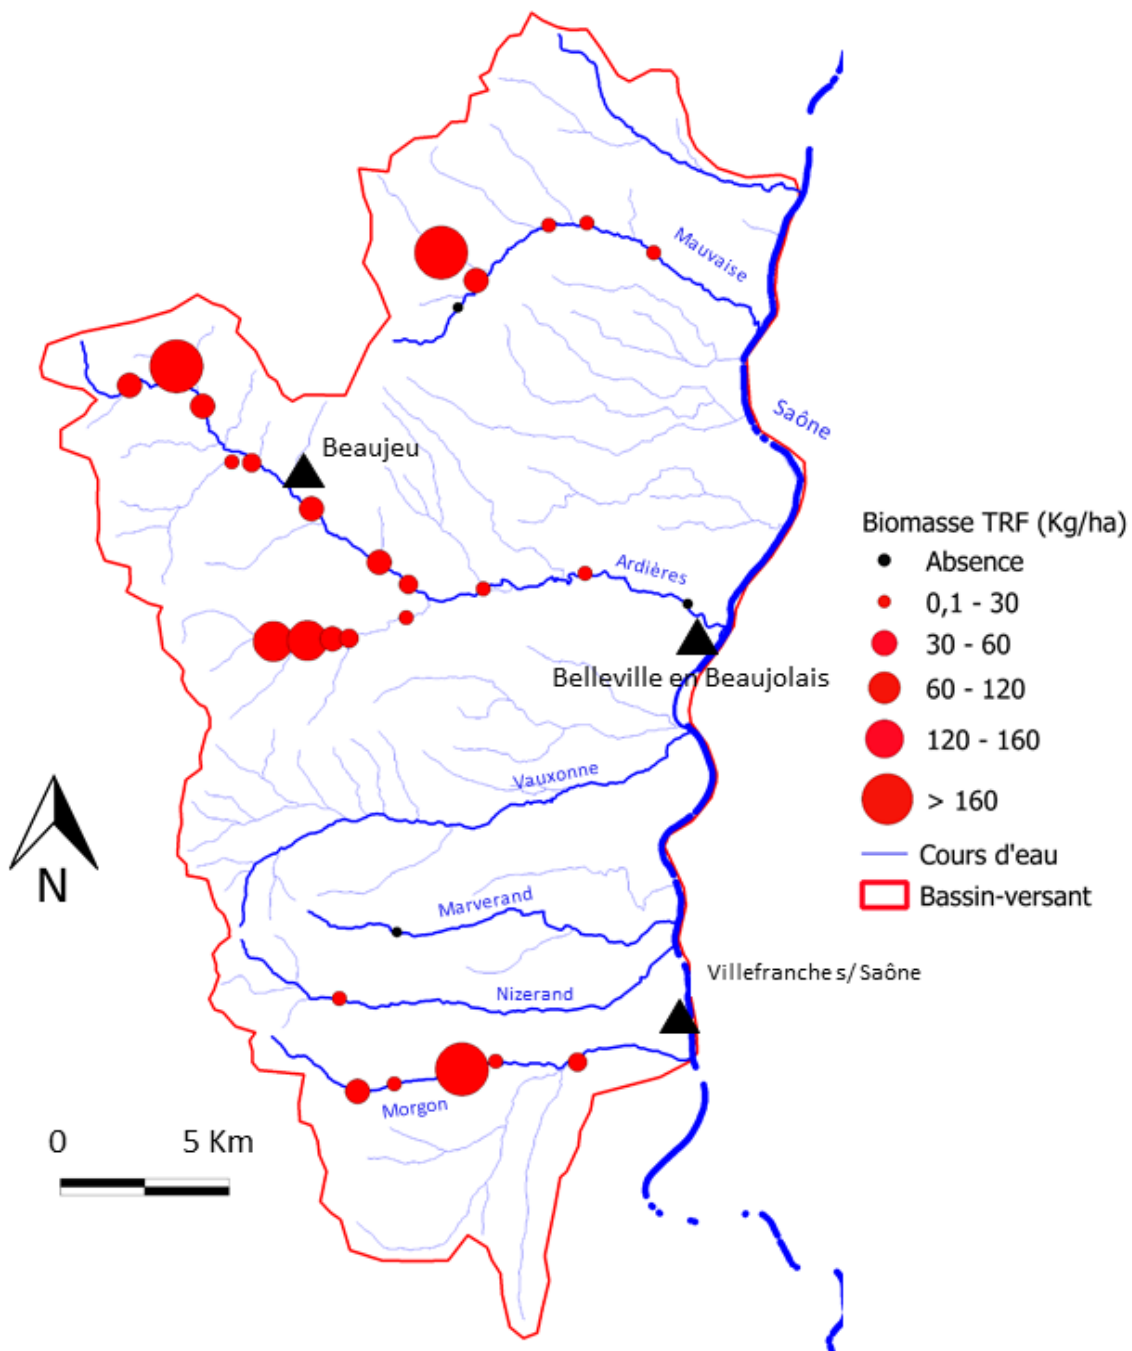 Mauvaise
Saône
Beaujeu
Biomasse TRF (Kg/ha)
Absence
0,1 - 30
30 - 60
60 - 120
120 - 160
> 160
Cours d'eau
Bassin-versant
Ardières
Belleville en Beaujolais
Vauxonne
N
Marverand
Villefranche s/ Saône
Nizerand
Morgon
0 5 Km